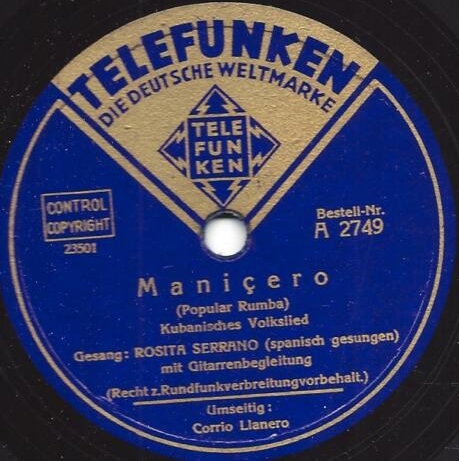 TELEFUNKEN
DIE DEUTSCHE WELTMARKE
TELE
FUN
KEN
CONTROL
COPYRIGHT
23501
Bestell-Nr.
A 2749
Maniçero
(Popular Rumba)
Kubanisches Volkslied
Gesang: ROSITA SERRANO (spanisch gesungen)
mit Gitarrenbegleitung
(Recht z.Rundfunkverbreitungvorbehalt.)
Umseitig:
Corrio Llanero